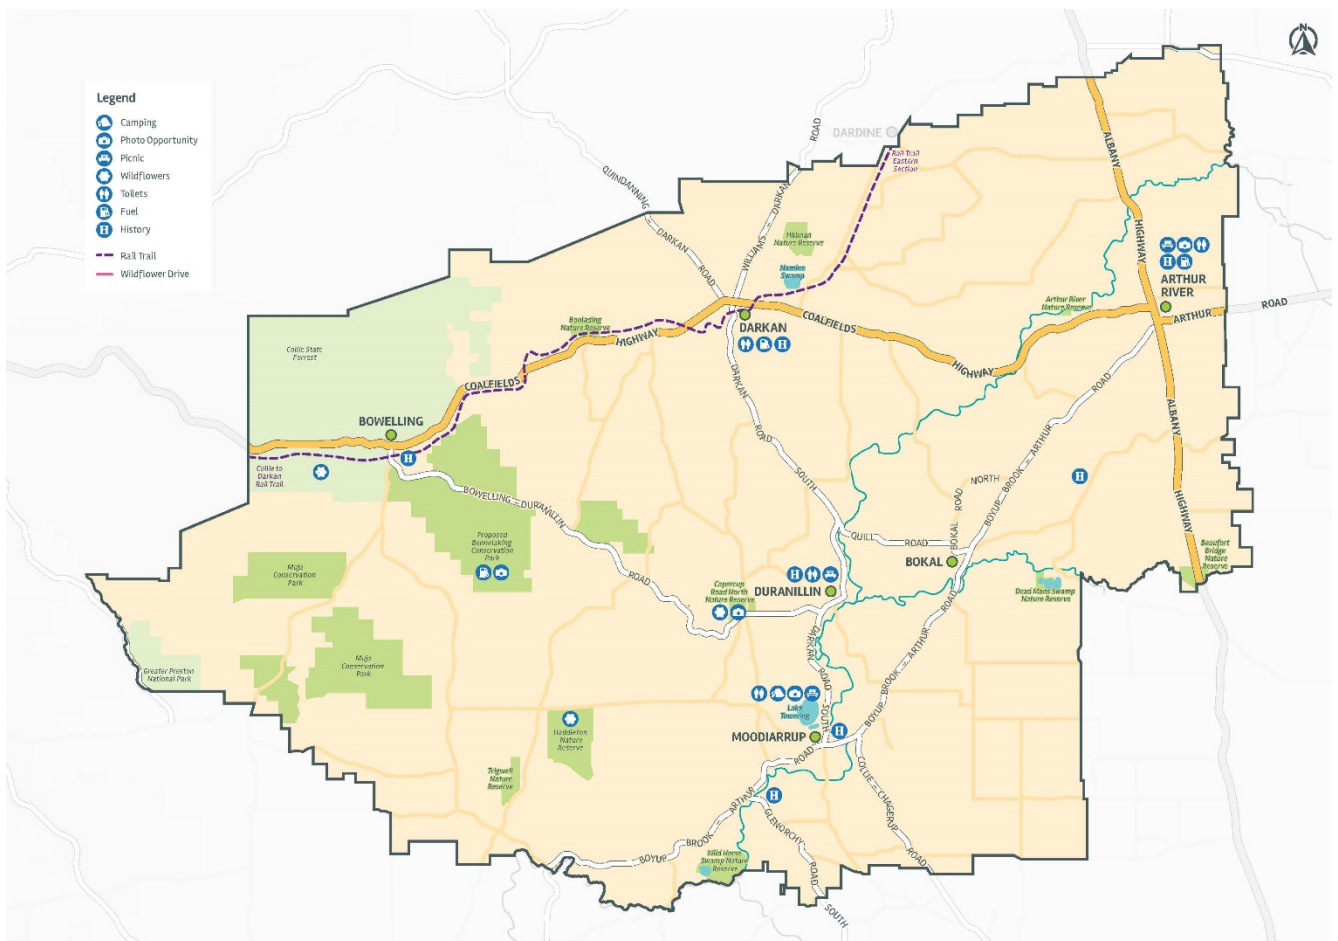 N
Legend
Camping
Photo Opportunity
Picnic
Wildflowers
Toilets
Fuel
H
History
Rail Trail
Wildflower Drive
DARDINE
Rail Trail
Eastern
Section
ROAD
WILLIAMS – DARKAN
QUINDANNING – DARKAN ROAD
Hillman
Nature Reserve
ALBANY HIGHWAY
H
ARTHUR
RIVER
ARTHUR ROAD
Arthur River
Nature Reserve
Boolading
Nature Reserve
COALFIELDS HIGHWAY
DARKAN
H
COALFIELDS HIGHWAY
Collie State
Forrest
BOWELLING
H
Collie to
Darkan
Rail Trail
DARKAN ROAD SOUTH
ALBANY HIGHWAY
BOWELLING – DURANILLIN ROAD
Proposed
Bennelaking
Conservation
Park
NORTH
BOKAL ROAD
H
QUILL ROAD
BOYUP BROOK – ARTHUR ROAD
BOKAL
Beaufort
Bridge
Nature
Reserve
Muja
Conservation
Park
H
DURANILLIN
Capercup
Road North
Nature Reserve
Dead Mans Swamp
Nature Reserve
Greater Preston
National Park
Muja
Conservation
Park
DARKAN ROAD SOUTH
BOYUP BROOK – ARTHUR ROAD
Lake
Towerrining
MOODIARRUP
H
Haddleton
Nature
Reserve
Trigwell
Nature
Reserve
H
COLLIE CHAGERUP ROAD
BOYUP BROOK – ARTHUR ROAD
GLENORCHY ROAD SOUTH
Wild Horse
Swamp Nature
Reserve